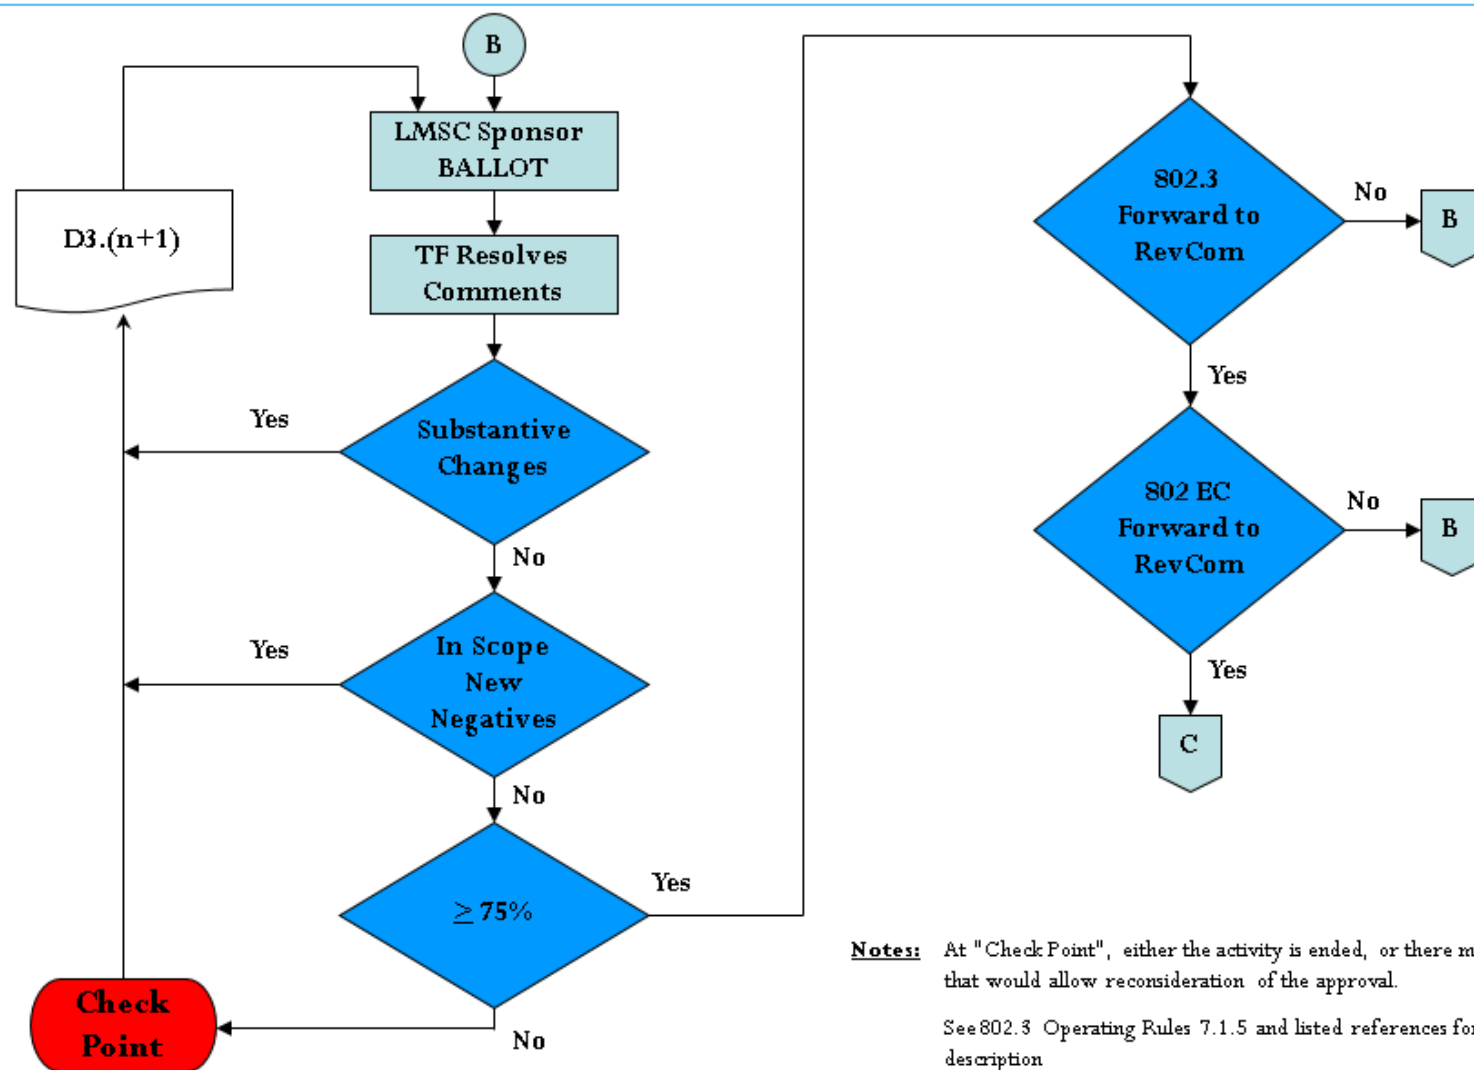 B
LMSC Sponsor
BALLOT
D3.(n+1)
TF Resolves
Comments
Substantive
Changes
Yes
No
In Scope
New
Negatives
Yes
No
≥ 75%
Yes
No
Check
Point
802.3
Forward to
RevCom
No
B
Yes
802 EC
Forward to
RevCom
No
B
Yes
C
Notes: At "Check Point", either the activity is ended, or there
that would allow reconsideration of the approval.
See 802.3 Operating Rules 7.1.5 and listed references for
description